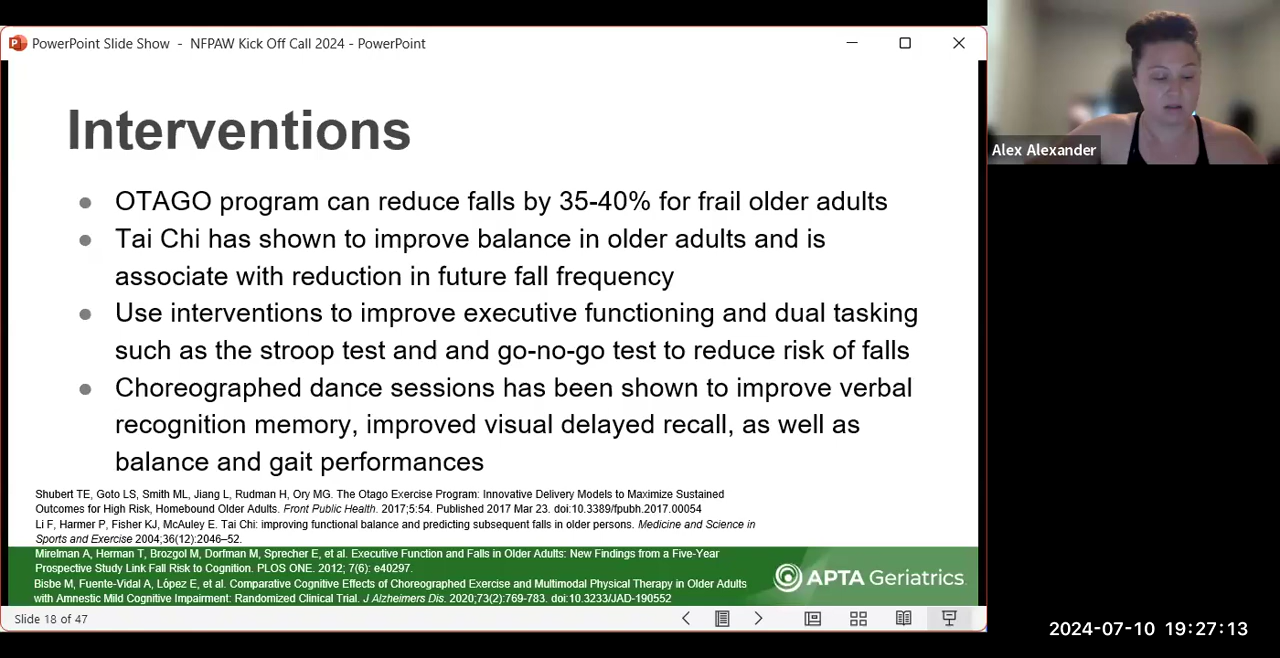 PowerPoint Slide Show - NFPAW Kick Off Call 2024 - PowerPoint
Interventions
OTAGO program can reduce falls by 35-40% for frail older adults
Tai Chi has shown to improve balance in older adults and is
associate with reduction in future fall frequency
Use interventions to improve executive functioning and dual tasking
such as the stroop test and and go-no-go test to reduce risk of falls
Choreographed dance sessions has been shown to improve verbal
recognition memory, improved visual delayed recall, as well as
balance and gait performances
Shubert TE, Goto LS, Smith ML, Jiang L, Rudman H, Ory MG. The Otago Exercise Program: Innovative Delivery Models to Maximize Sustained
Outcomes for High Risk, Homebound Older Adults. Front Public Health. 2017;5:54. Published 2017 Mar 23. doi:10.3389/fpubh.2017.00054
Li F, Harmer P, Fisher KJ, McAuley E. Tai Chi: improving functional balance and predicting subsequent falls in older persons. Medicine and Science in
Sports and Exercise 2004;36(12):2046–52.
Mirelman A, Herman T, Brozgol M, Dorfman M, Sprecher E, et al. Executive Function and Falls in Older Adults: New Findings from a Five-Year
Prospective Study Link Fall Risk to Cognition. PLOS ONE. 2012; 7(6): e40297.
Bisbe M, Fuente-Vidal A, López E, et al. Comparative Cognitive Effects of Choreographed Exercise and Multimodal Physical Therapy in Older Adults
with Amnestic Mild Cognitive Impairment: Randomized Clinical Trial. J Alzheimers Dis. 2020;73(2):769-783. doi:10.3233/JAD-190552
APTA Geriatrics
Slide 18 of 47
Alex Alexander
2024-07-10 19:27:13